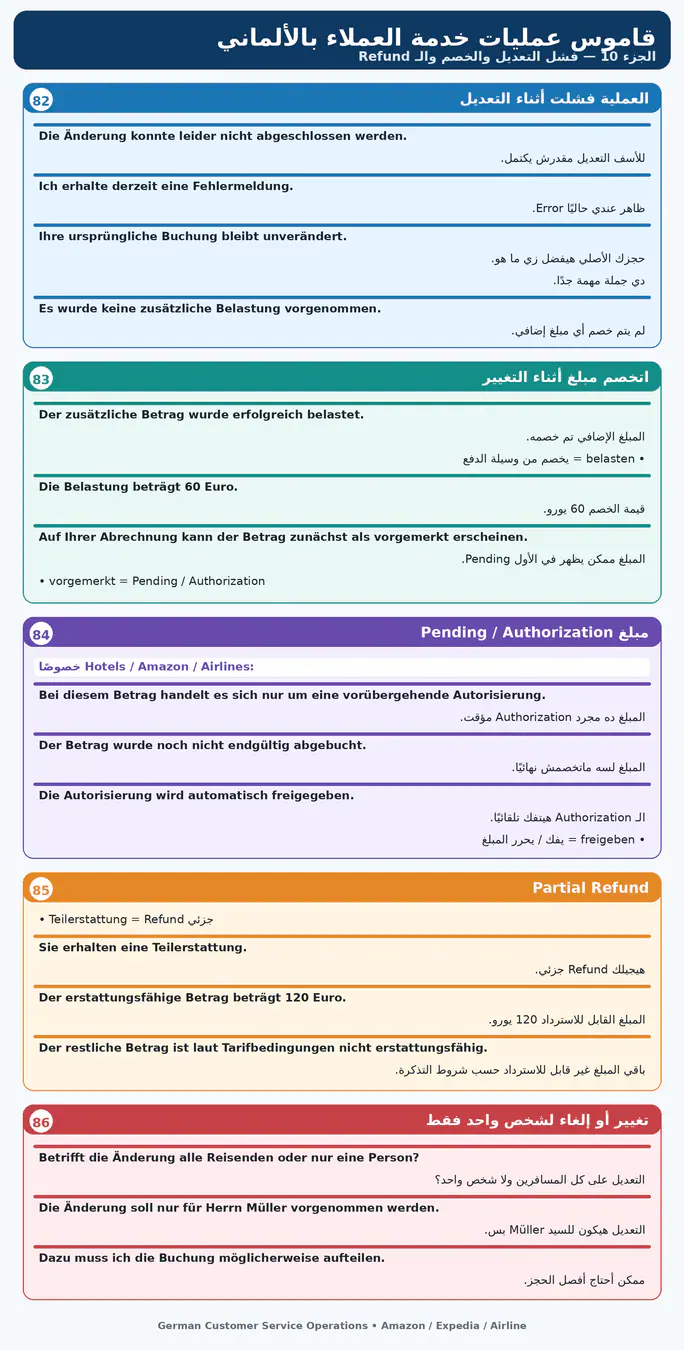 قاموس عمليات خدمة العملاء بالألماني
الجزء 10 — فشل التعديل والخصم والـ Refund
82
العملية فشلت أثناء التعديل
Die Änderung konnte leider nicht abgeschlossen werden.
للأسف التعديل مقدرش يكتمل.
Ich erhalte derzeit eine Fehlermeldung.
ظاهر عندي حاليًا Error.
Ihre ursprüngliche Buchung bleibt unverändert.
حجزك الأصلي هيفضل زي ما هو.
دي جملة مهمة جدًا.
Es wurde keine zusätzliche Belastung vorgenommen.
لم يتم خصم أي مبلغ إضافي.
83
اتخصم مبلغ أثناء التغيير
Der zusätzliche Betrag wurde erfolgreich belastet.
المبلغ الإضافي تم خصمه.
• belasten = يخصم من وسيلة الدفع
Die Belastung beträgt 60 Euro.
قيمة الخصم 60 يورو.
Auf Ihrer Abrechnung kann der Betrag zunächst als vorgemerkt erscheinen.
المبلغ ممكن يظهر في الأول Pending.
• vorgemerkt = Pending / Authorization
84
مبلغ Pending / Authorization
خصوصًا Hotels / Amazon / Airlines:
Bei diesem Betrag handelt es sich nur um eine vorübergehende Autorisierung.
المبلغ ده مجرد Authorization مؤقت.
Der Betrag wurde noch nicht endgültig abgebucht.
المبلغ لسه ماتخصمش نهائيًا.
Die Autorisierung wird automatisch freigegeben.
الـ Authorization هيتفك تلقائيًا.
• freigeben = يفك / يحرر المبلغ
85
Partial Refund
• Teilerstattung = Refund جزئي
Sie erhalten eine Teilerstattung.
هيجيلك Refund جزئي.
Der erstattungsfähige Betrag beträgt 120 Euro.
المبلغ القابل للاسترداد 120 يورو.
Der restliche Betrag ist laut Tarifbedingungen nicht erstattungsfähig.
باقي المبلغ غير قابل للاسترداد حسب شروط التذكرة.
86
تغيير أو إلغاء لشخص واحد فقط
Betrifft die Änderung alle Reisenden oder nur eine Person?
التعديل على كل المسافرين ولا شخص واحد؟
Die Änderung soll nur für Herrn Müller vorgenommen werden.
التعديل هيكون للسيد Müller بس.
Dazu muss ich die Buchung möglicherweise aufteilen.
ممكن أحتاج أفصل الحجز.
German Customer Service Operations • Amazon / Expedia / Airline